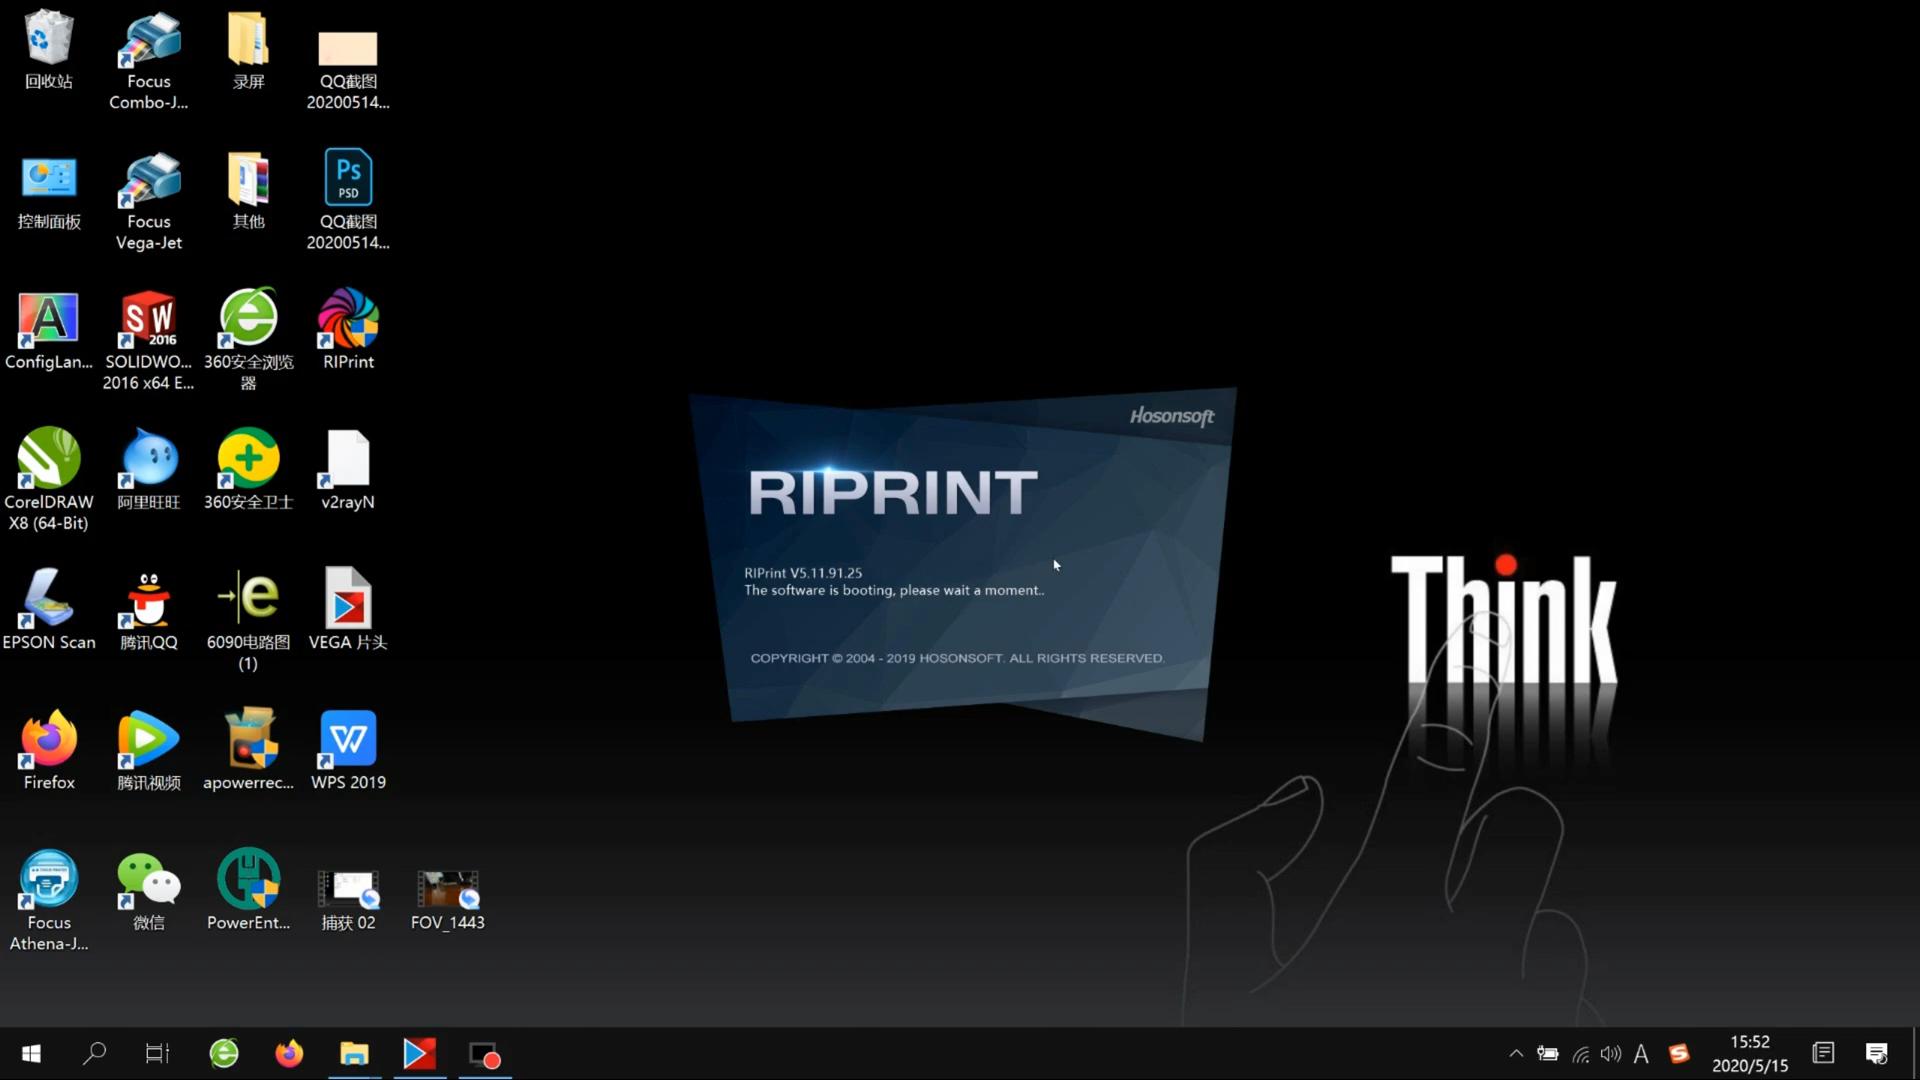 回收站
Focus
Combo-J...
录屏
QQ截图
20200514...
控制面板
Focus
Vega-Jet
其他
Ps
PSD
QQ截图
20200514...
A
ConfigLan...
SW
2016
SOLIDWO...
2016 x64 E...
360安全浏览
器
RIPrint
CorelDRAW
X8 (64-Bit)
阿里旺旺
360安全卫士
v2rayN
EPSON Scan
腾讯QQ
6090电路图
(1)
VEGA 片头
Firefox
腾讯视频
apowerrec...
WPS 2019
Focus
Athena-J...
微信
PowerEnt...
捕获 02
FOV_1443
Hosonsoft
RIPRINT
RIPrint V5.11.91.25
The software is booting, please wait a moment..
COPYRIGHT © 2004 - 2019 HOSONSOFT. ALL RIGHTS RESERVED.
Think
A
15:52
2020/5/15